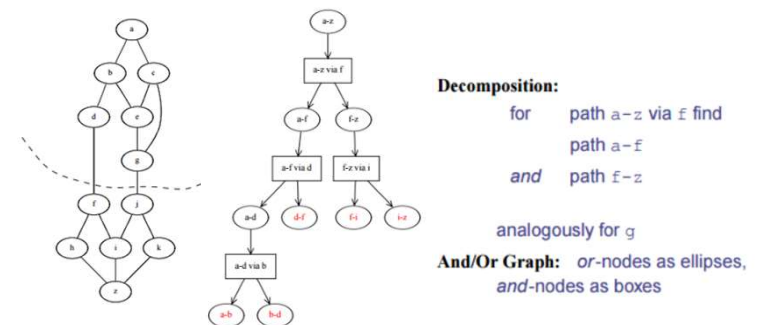 a
b c
d e
g
f j
h i k
z
a-z
a-z via f
a-f f-z
a-f via d f-z via i
a-d d-f f-i i-z
a-d via b
a-b b-d
Decomposition:
for path a-z via f find
path a-f
and path f-z
analogously for g
And/Or Graph: or-nodes as ellipses,
and-nodes as boxes